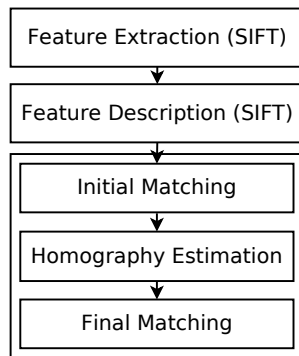 Feature Extraction (SIFT)
Feature Description (SIFT)
Initial Matching
Homography Estimation
Final Matching